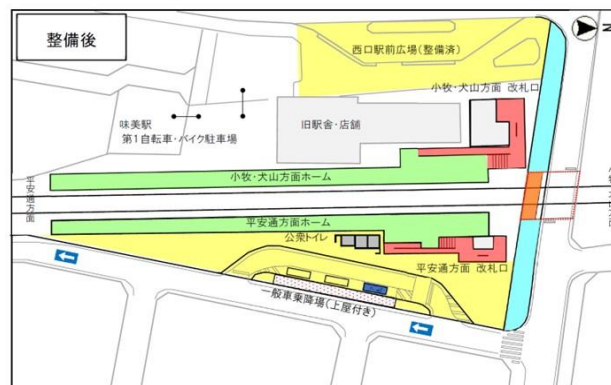 整備後
西口駅前広場(整備済)
N
小牧・犬山方面 改札口
味美駅
第1自転車・バイク駐車場
旧駅舎・店舗
平安通方面
小牧・犬山方面ホーム
平安通方面ホーム
公衆トイレ
平安通方面 改札口
一般車乗降場(上屋付き)